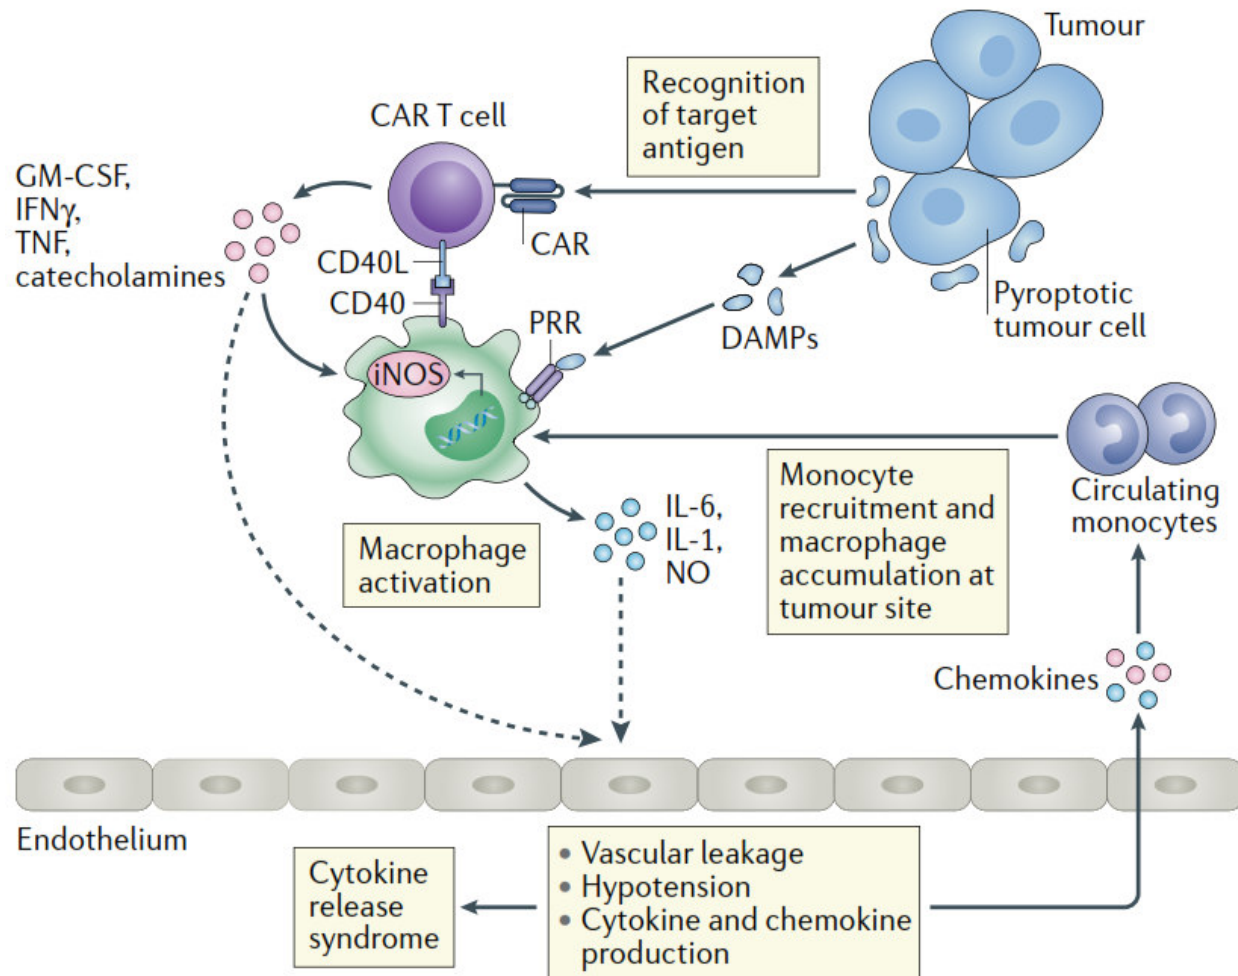 Tumour
Recognition
of target
antigen
CAR T cell
GM-CSF,
IFNγ,
TNF,
catecholamines
CAR
CD40L
CD40
PRR
DAMPs
Pyroptotic
tumour cell
iNOS
Circulating
monocytes
Monocyte
recruitment and
macrophage
accumulation at
tumour site
IL-6,
IL-1,
NO
Macrophage
activation
Chemokines
Endothelium
Cytokine
release
syndrome
• Vascular leakage
• Hypotension
• Cytokine and chemokine
production